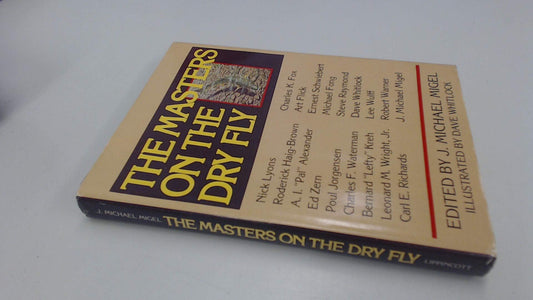 THE MASTERS
ON THE
DRY FLY
Nick Lyons
Roderick Haig-Brown
A. I. "Pal" Alexander
Ed Zern
Poul Jorgensen
Charles F. Waterman
Bernard "Lefty" Kreh
Leonard M. Wright, Jr.
Carl E. Richards
Charles K. Fox
Art Flick
Ernest Schwiebert
Michael Fong
Steve Raymond
Dave Whitlock
Lee Wulff
Robert Warner
J. Michael Migel
EDITED BY J. MICHAEL MIGEL
ILLUSTRATED BY DAVE WHITLOCK
J. MICHAEL MIGEL THE MASTERS ON THE DRY FLY LIPPINCOTT